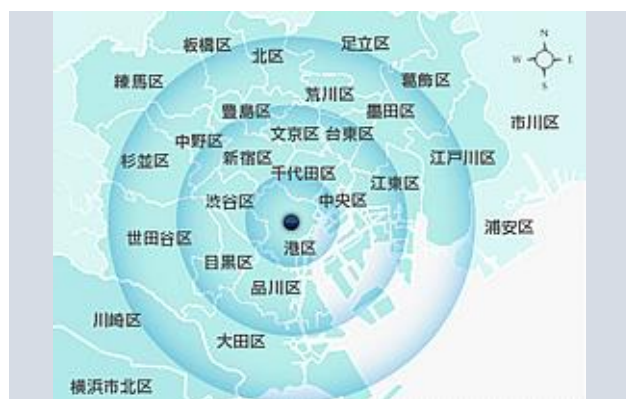 板橋区
足立区
北区
N
W E
S
練馬区
葛飾区
荒川区
豊島区
墨田区
市川区
文京区 台東区
中野区
杉並区
新宿区
江戸川区
千代田区
江東区
渋谷区
中央区
浦安区
世田谷区
港区
目黒区
品川区
川崎区
大田区
横浜市北区